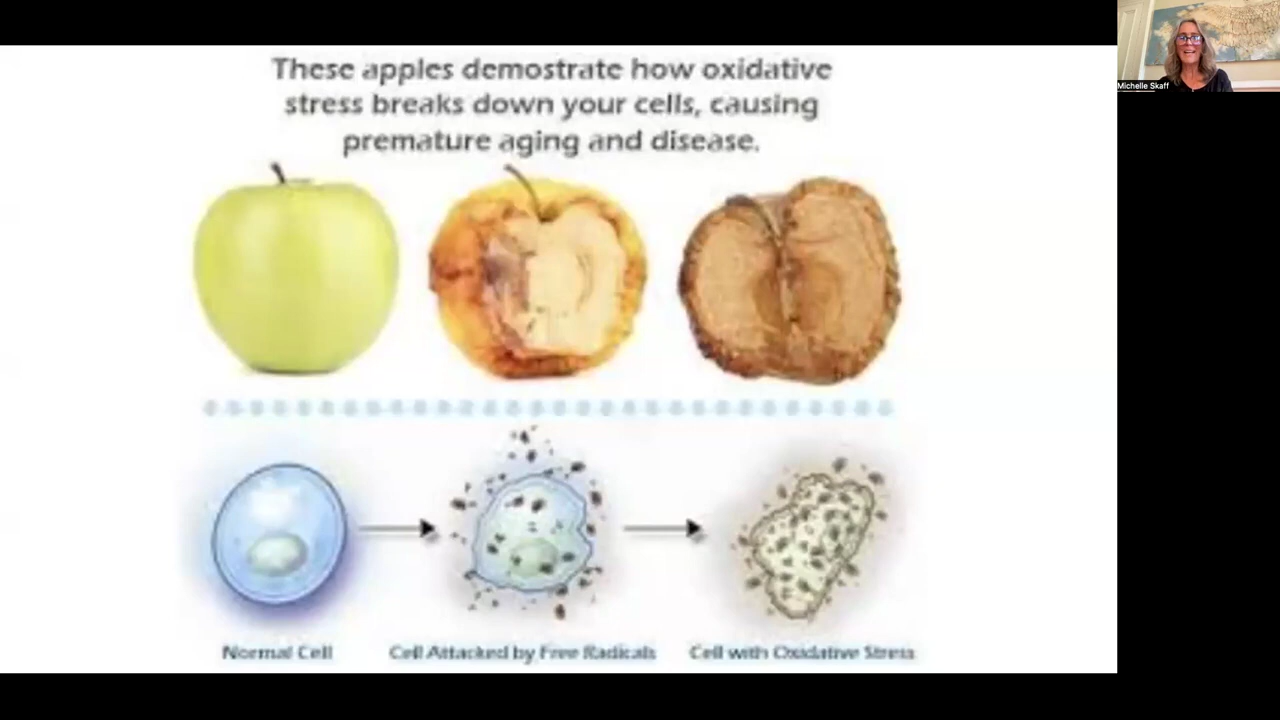 These apples demostrate how oxidative
stress breaks down your cells, causing
premature aging and disease.
Normal Cell
Cell Attacked by Free Radicals
Cell with Oxidative Stress
Michelle Skaff